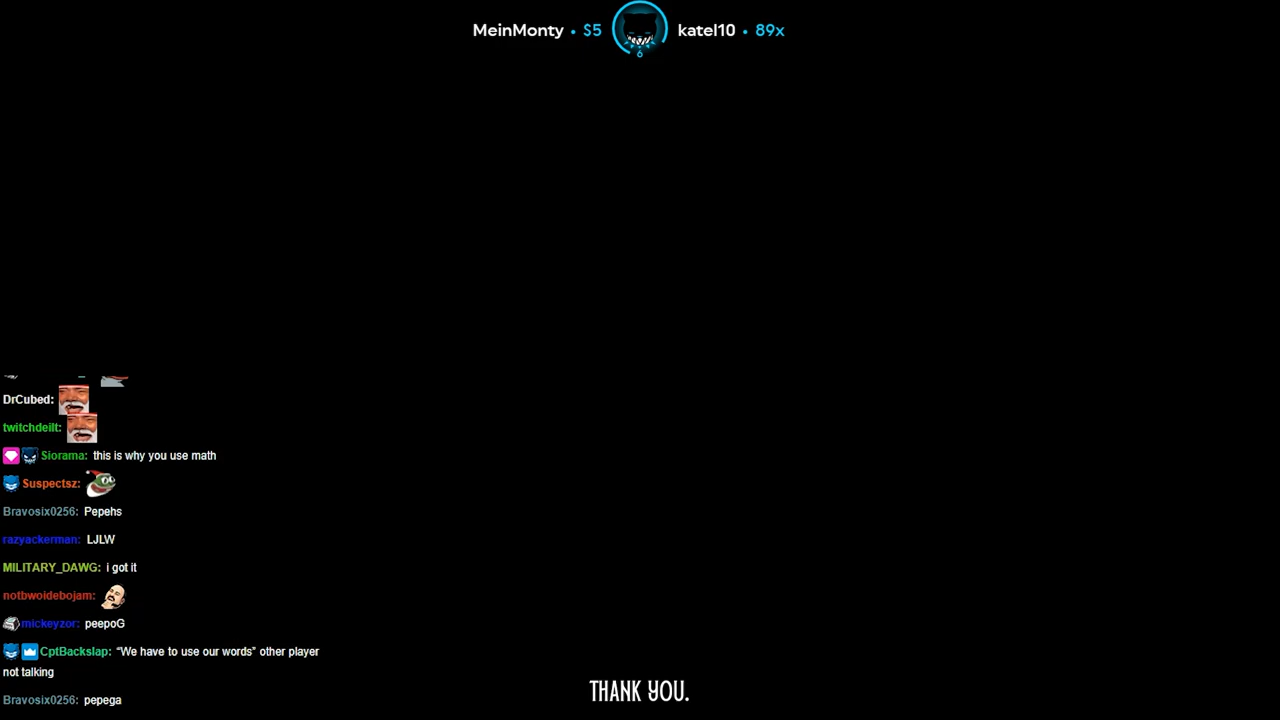 MeinMonty • $5
katel10 • 89x
6
DrCubed:
twitchdeilt:
Siorama: this is why you use math
Suspectsz:
Bravosix0256: Pepehs
razyackerman: LJLW
MILITARY_DAWG: i got it
notbwoidebojam:
mickeyzor: peepoG
CptBackslap: “We have to use our words” other player
not talking
Bravosix0256: pepega
THANK YOU.